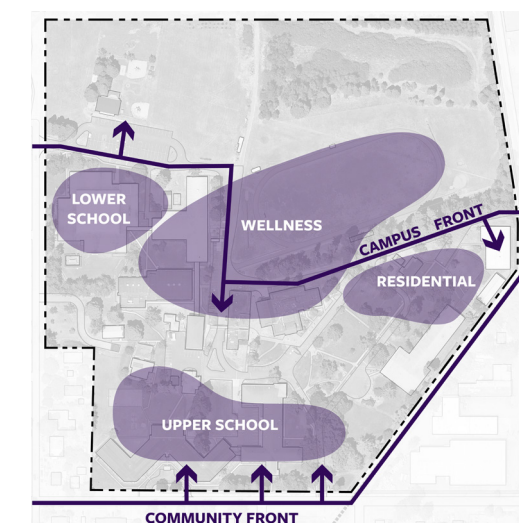 LOWER
SCHOOL
WELLNESS
CAMPUS FRONT
RESIDENTIAL
UPPER SCHOOL
COMMUNITY FRONT